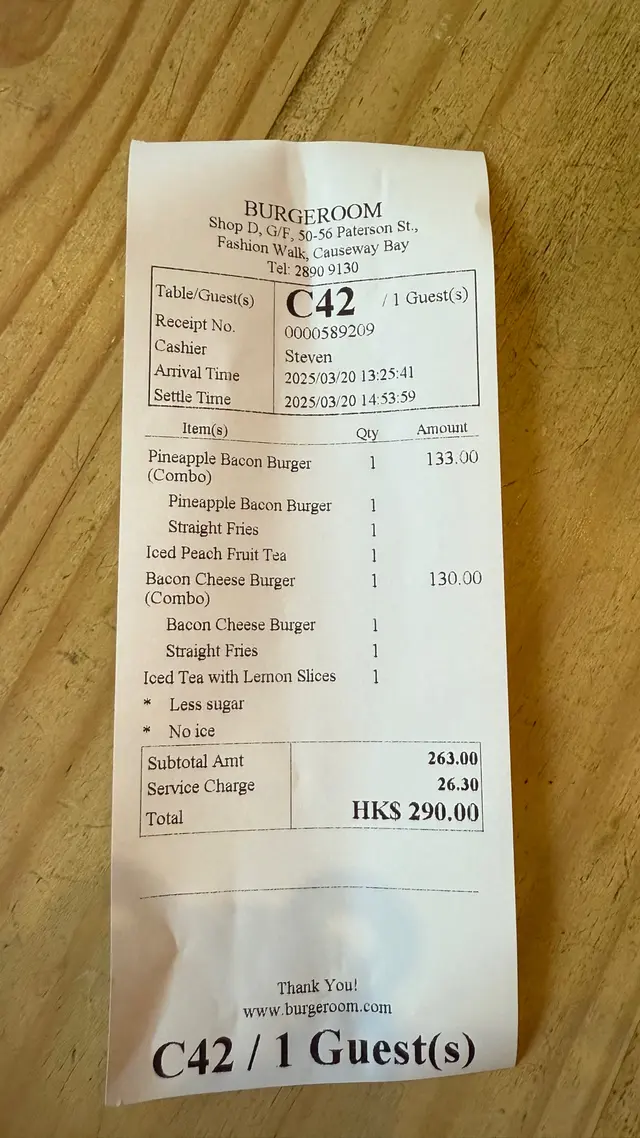 BURGEROOM
Shop D, G/F, 50-56 Paterson St.,
Fashion Walk, Causeway Bay
Tel: 2890 9130
Table/Guest(s) C42 / 1 Guest(s)
Receipt No. 0000589209
Cashier Steven
Arrival Time 2025/03/20 13:25:41
Settle Time 2025/03/20 14:53:59
Item(s) Qty Amount
Pineapple Bacon Burger 1 133.00
(Combo)
Pineapple Bacon Burger 1
Straight Fries 1
Iced Peach Fruit Tea 1
Bacon Cheese Burger 1 130.00
(Combo)
Bacon Cheese Burger 1
Straight Fries 1
Iced Tea with Lemon Slices 1
* Less sugar
* No ice
Subtotal Amt 263.00
Service Charge 26.30
Total HK$ 290.00
Thank You!
www.burgeroom.com
C42 / 1 Guest(s)